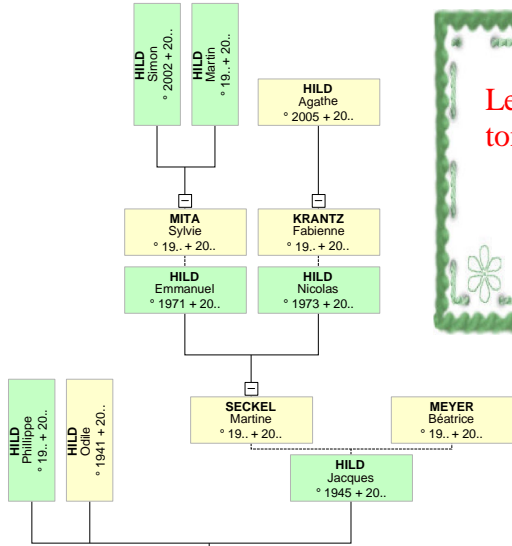 HILD
Simon
° 2002 + 20..
HILD
Martin
° 19.. + 20..
HILD
Agathe
° 2005 + 20..
MITA
Sylvie
° 19.. + 20..
KRANTZ
Fabienne
° 19.. + 20..
HILD
Emmanuel
° 1971 + 20..
HILD
Nicolas
° 1973 + 20..
HILD
Phillippe
° 19.. + 20..
HILD
Odile
° 1941 + 20..
SECKEL
Martine
° 19.. + 20..
MEYER
Béatrice
° 19.. + 20..
HILD
Jacques
° 1945 + 20..